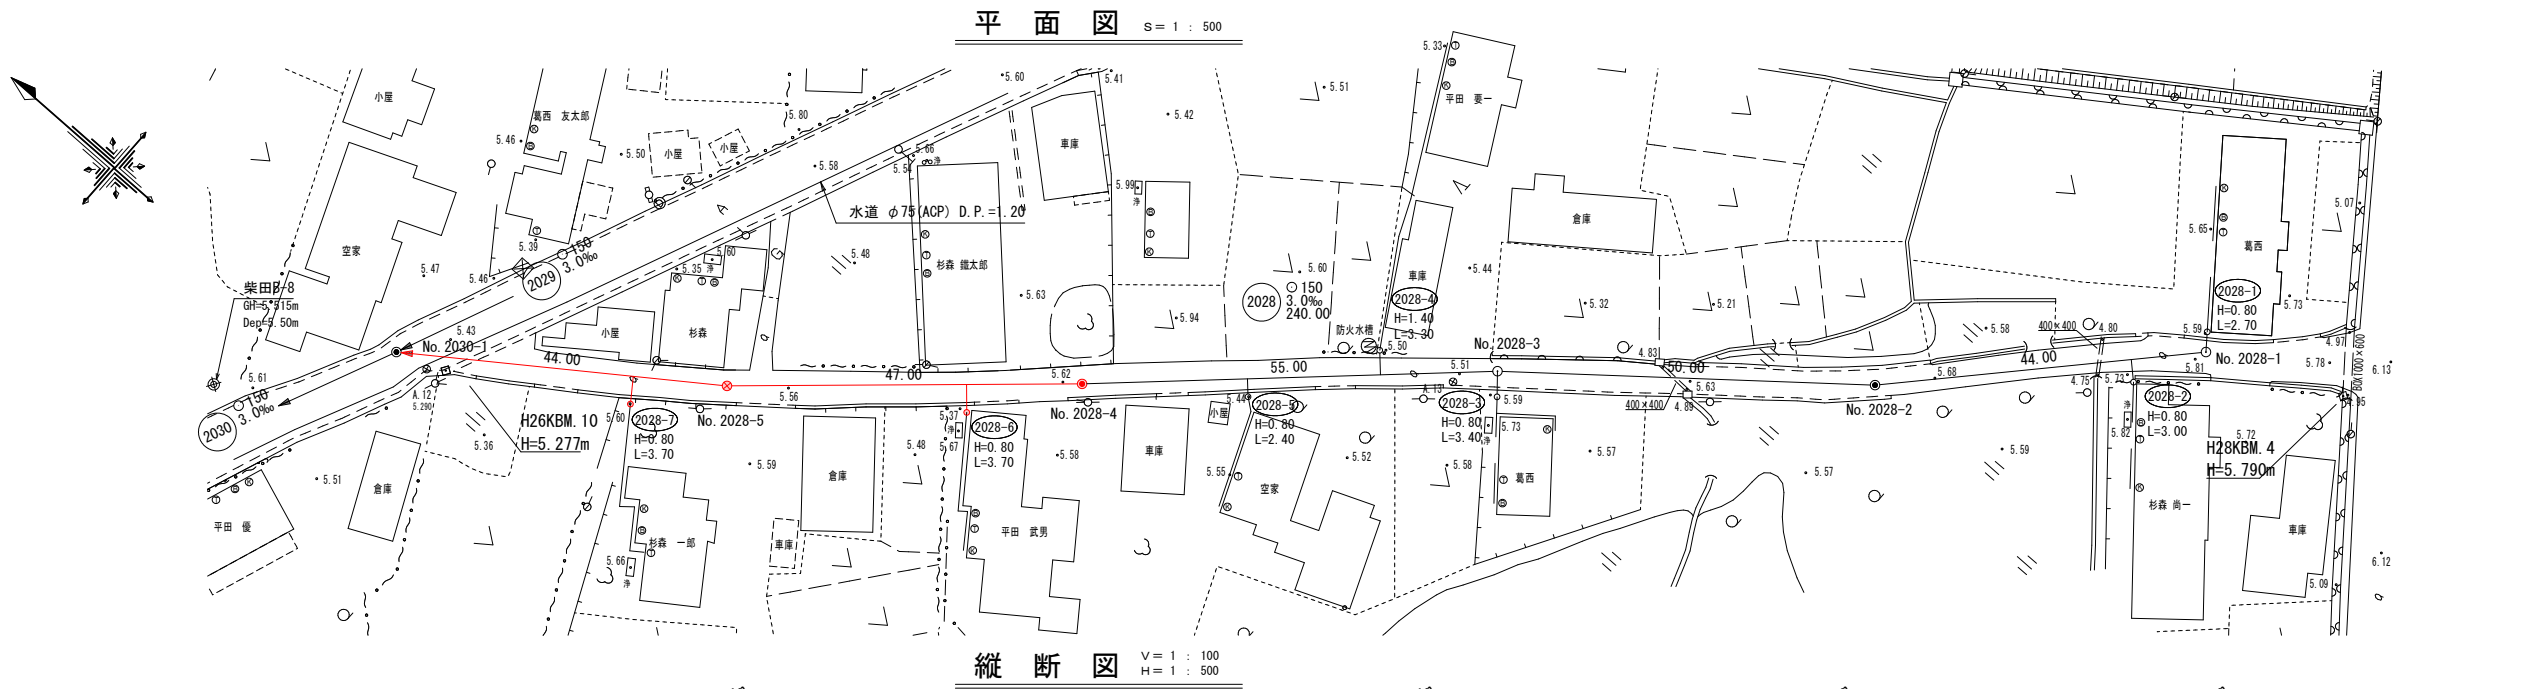 平 面 図 S= 1 : 500
5.33
5.60
5.41
5.51
小屋
平田 要一
葛西 友太郎
5.80
5.42
5.46
車庫
5.50
小屋
小屋
5.66
浄
5.58
5.54
5.99
浄
5.07
水道 φ75(ACP) D.P.=1.20
倉庫
5.65
葛西
空家
5.39
150
3.0‰
5.60
5.48
杉森 鐵太郎
5.47
5.46
2029
5.35
浄
5.60
5.44
車庫
柴田B-8
GH=5.515m
Dep=5.50m
5.63
2028
150
3.0‰
240.00
2028-4
H=1.40
L=3.30
5.32
5.21
2028-1
H=0.80
L=2.70
5.73
5.94
小屋
杉森
防火水槽
5.50
5.58
400×400
4.80
5.59
4.97
5.43
No.2030-1
44.00
No.2028-3
4.83
50.00
44.00
No.2028-1
5.78
6.13
BOX1000×600
5.61
47.00
5.62
55.00
5.51
5.63
5.68
5.81
4.75
5.73
150
3.0‰
2030
A.12
5.290
5.56
5.44
A.13
5.59
400×400
4.89
No.2028-2
4.95
H26KBM.10
H=5.277m
5.60
2028-7
H=0.80
L=3.70
No.2028-5
5.37
5.67
浄
2028-6
H=0.80
L=3.70
No.2028-4
小屋
2028-5
H=0.80
L=2.40
2028-3
H=0.80
L=3.40
浄
5.73
浄
5.82
2028-2
H=0.80
L=3.00
5.72
H28KBM.4
H=5.790m
5.36
5.48
5.58
車庫
5.52
5.58
5.57
5.59
5.51
倉庫
5.59
倉庫
5.55
空家
葛西
5.57
平田 優
杉森 一郎
5.66
浄
車庫
平田 武男
杉森 尚一
車庫
6.12
5.09
縦 断 図 V= 1 : 100
H= 1 : 500